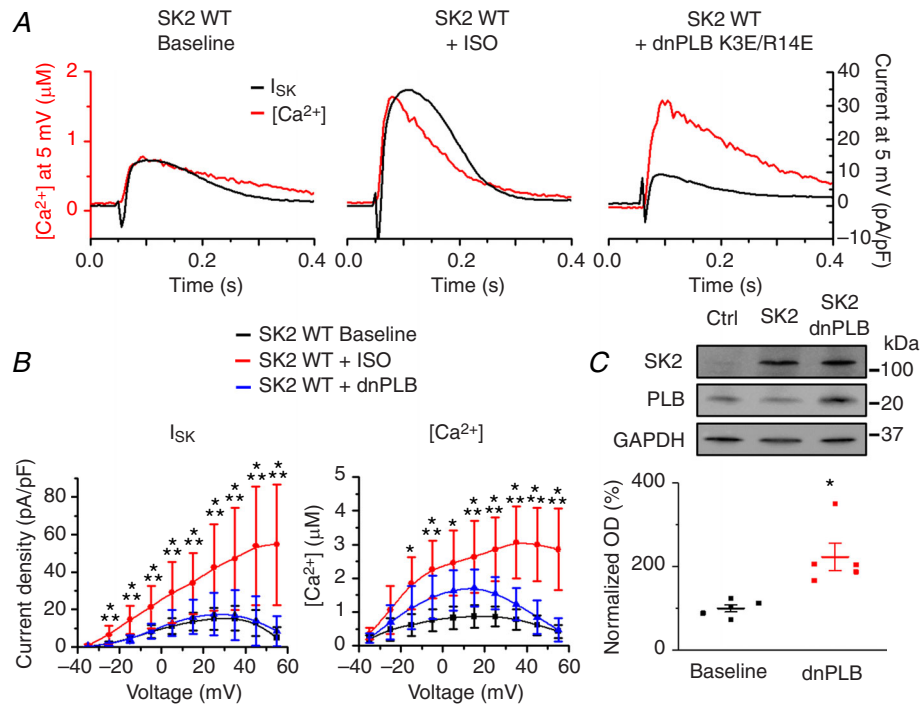 A
SK2 WT
Baseline
SK2 WT
+ ISO
SK2 WT
+ dnPLB K3E/R14E
[Ca2+] at 5 mV (μM)
2
1
0
I_SK
[Ca2+]
40
30
20
10
0
−10
Current at 5 mV (pA/pF)
0.0 0.2 0.4
0.0 0.2 0.4
0.0 0.2 0.4
Time (s)
Time (s)
Time (s)
B
SK2 WT Baseline
SK2 WT + ISO
SK2 WT + dnPLB
I_SK
Current density (pA/pF)
80
60
40
20
0
* ** * ** * ** * ** * ** * ** * ** * ** * **
−40 −20 0 20 40 60
Voltage (mV)
[Ca2+]
[Ca2+] (μM)
5
4
3
2
1
0
* * ** * * ** * ** * ** * ** * **
−40 −20 0 20 40 60
Voltage (mV)
C
Ctrl SK2 SK2
dnPLB
kDa
SK2
100
PLB
20
GAPDH
37
Normalized OD (%)
400
200
0
*
Baseline dnPLB